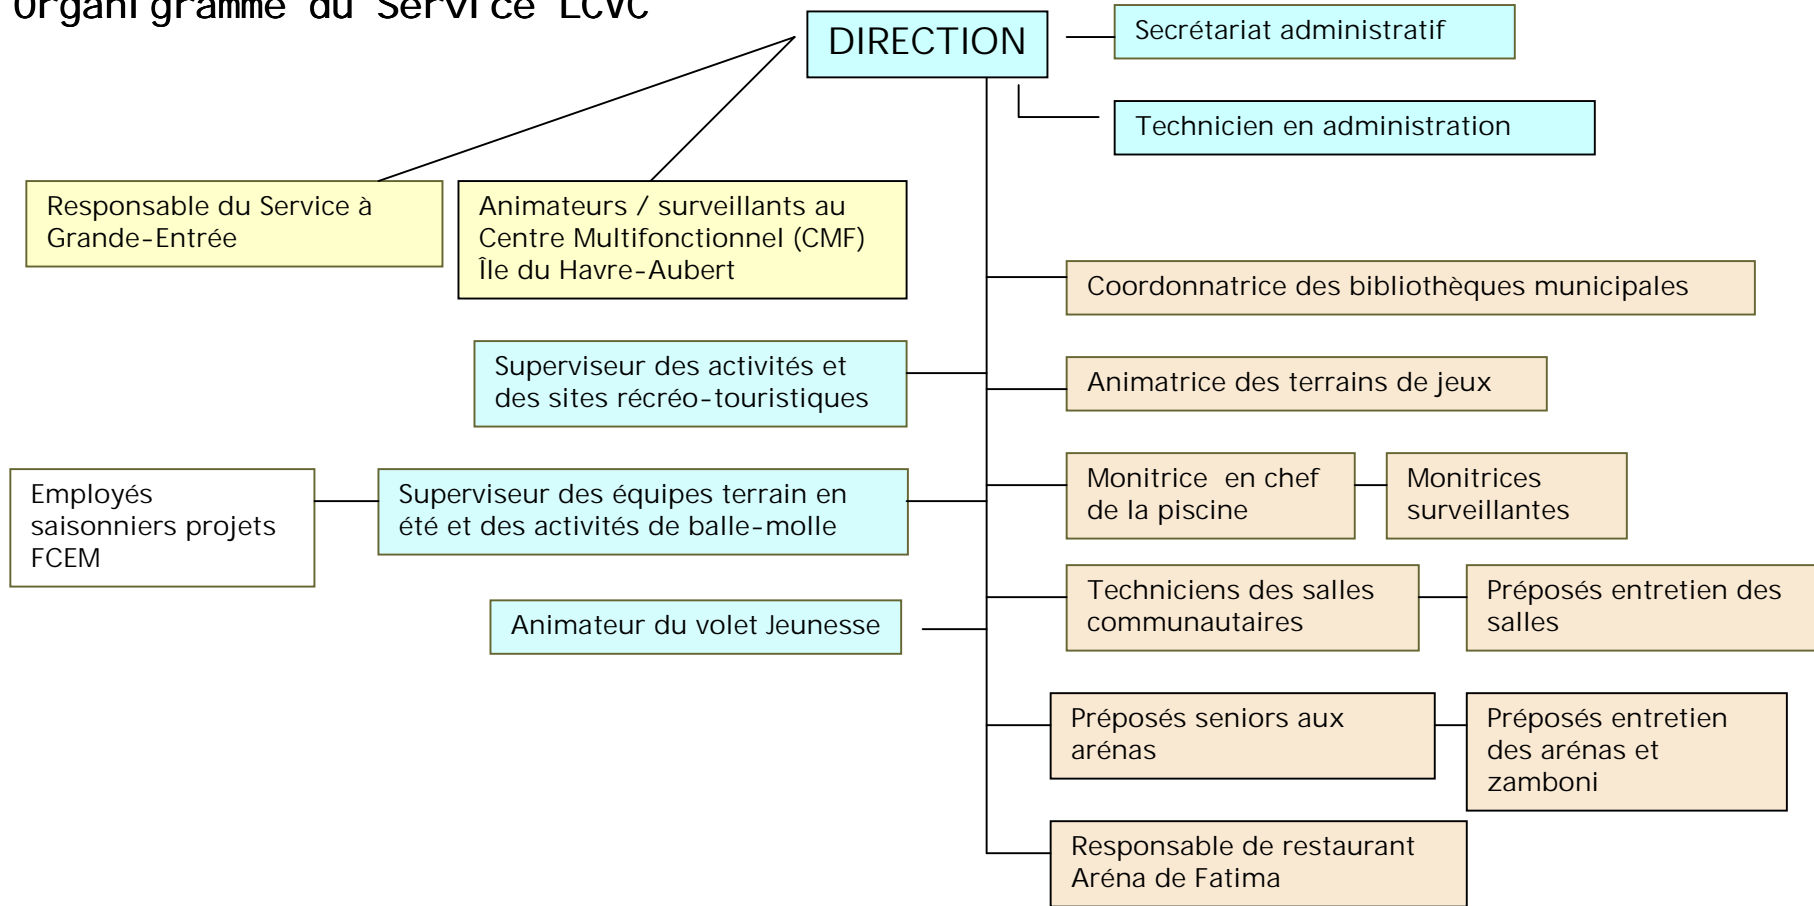 Organigramme du Service LCVC
DIRECTION
Secrétariat administratif
Technicien en administration
Responsable du Service à
Grande-Entrée
Animateurs / surveillants au
Centre Multifonctionnel (CMF)
Île du Havre-Aubert
Coordonnatrice des bibliothèques municipales
Superviseur des activités et
des sites récréo-touristiques
Animatrice des terrains de jeux
Employés
saisonniers projets
FCEM
Superviseur des équipes terrain en
été et des activités de balle-molle
Monitrice en chef
de la piscine
Monitrices
surveillantes
Animateur du volet Jeunesse
Techniciens des salles
communautaires
Préposés entretien des
salles
Préposés seniors aux
arénas
Préposés entretien
des arénas et
zamboni
Responsable de restaurant
Aréna de Fatima